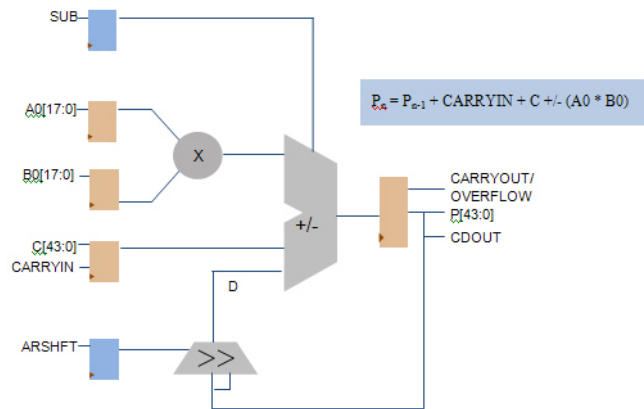 SUB
A0[17:0]
Pn = Pn-1 + CARRYIN + C +/- (A0 * B0)
X
B0[17:0]
CARRYOUT/
OVERFLOW
P[43:0]
+/-
C[43:0]
CDOUT
CARRYIN
D
ARSHFT
>>